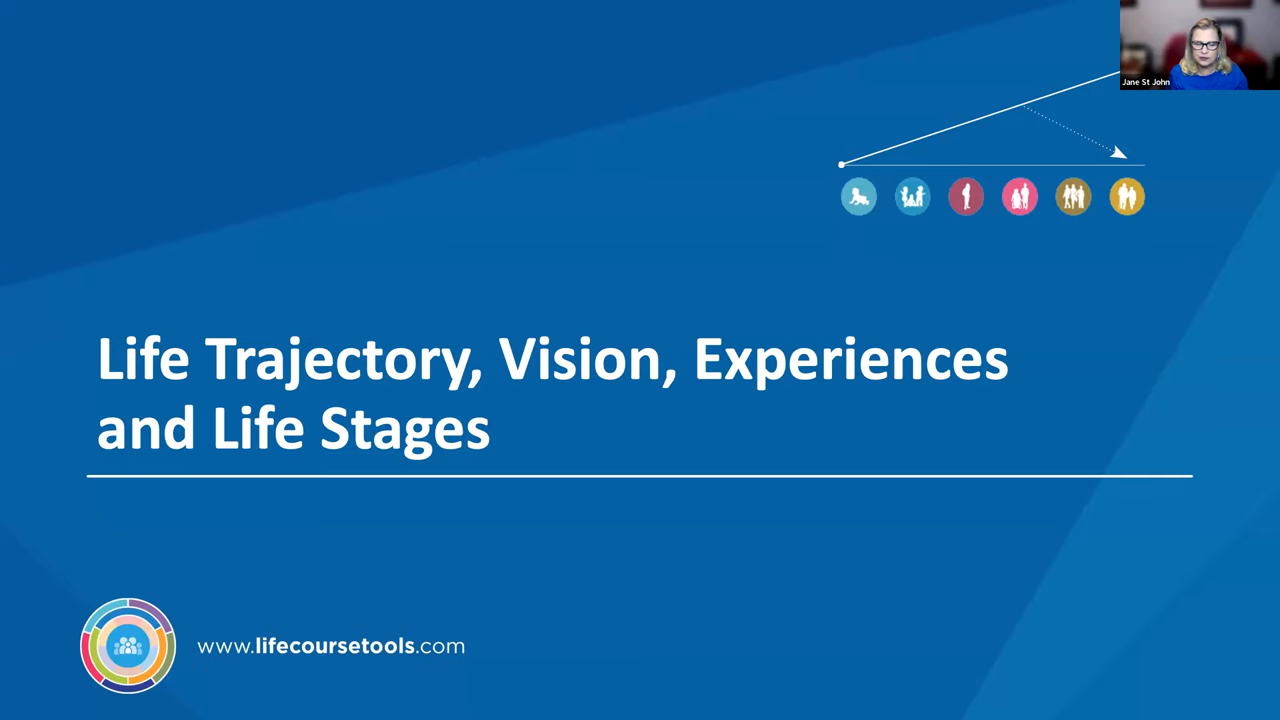 Jane St John
Life Trajectory, Vision, Experiences
and Life Stages
www.lifecoursetools.com